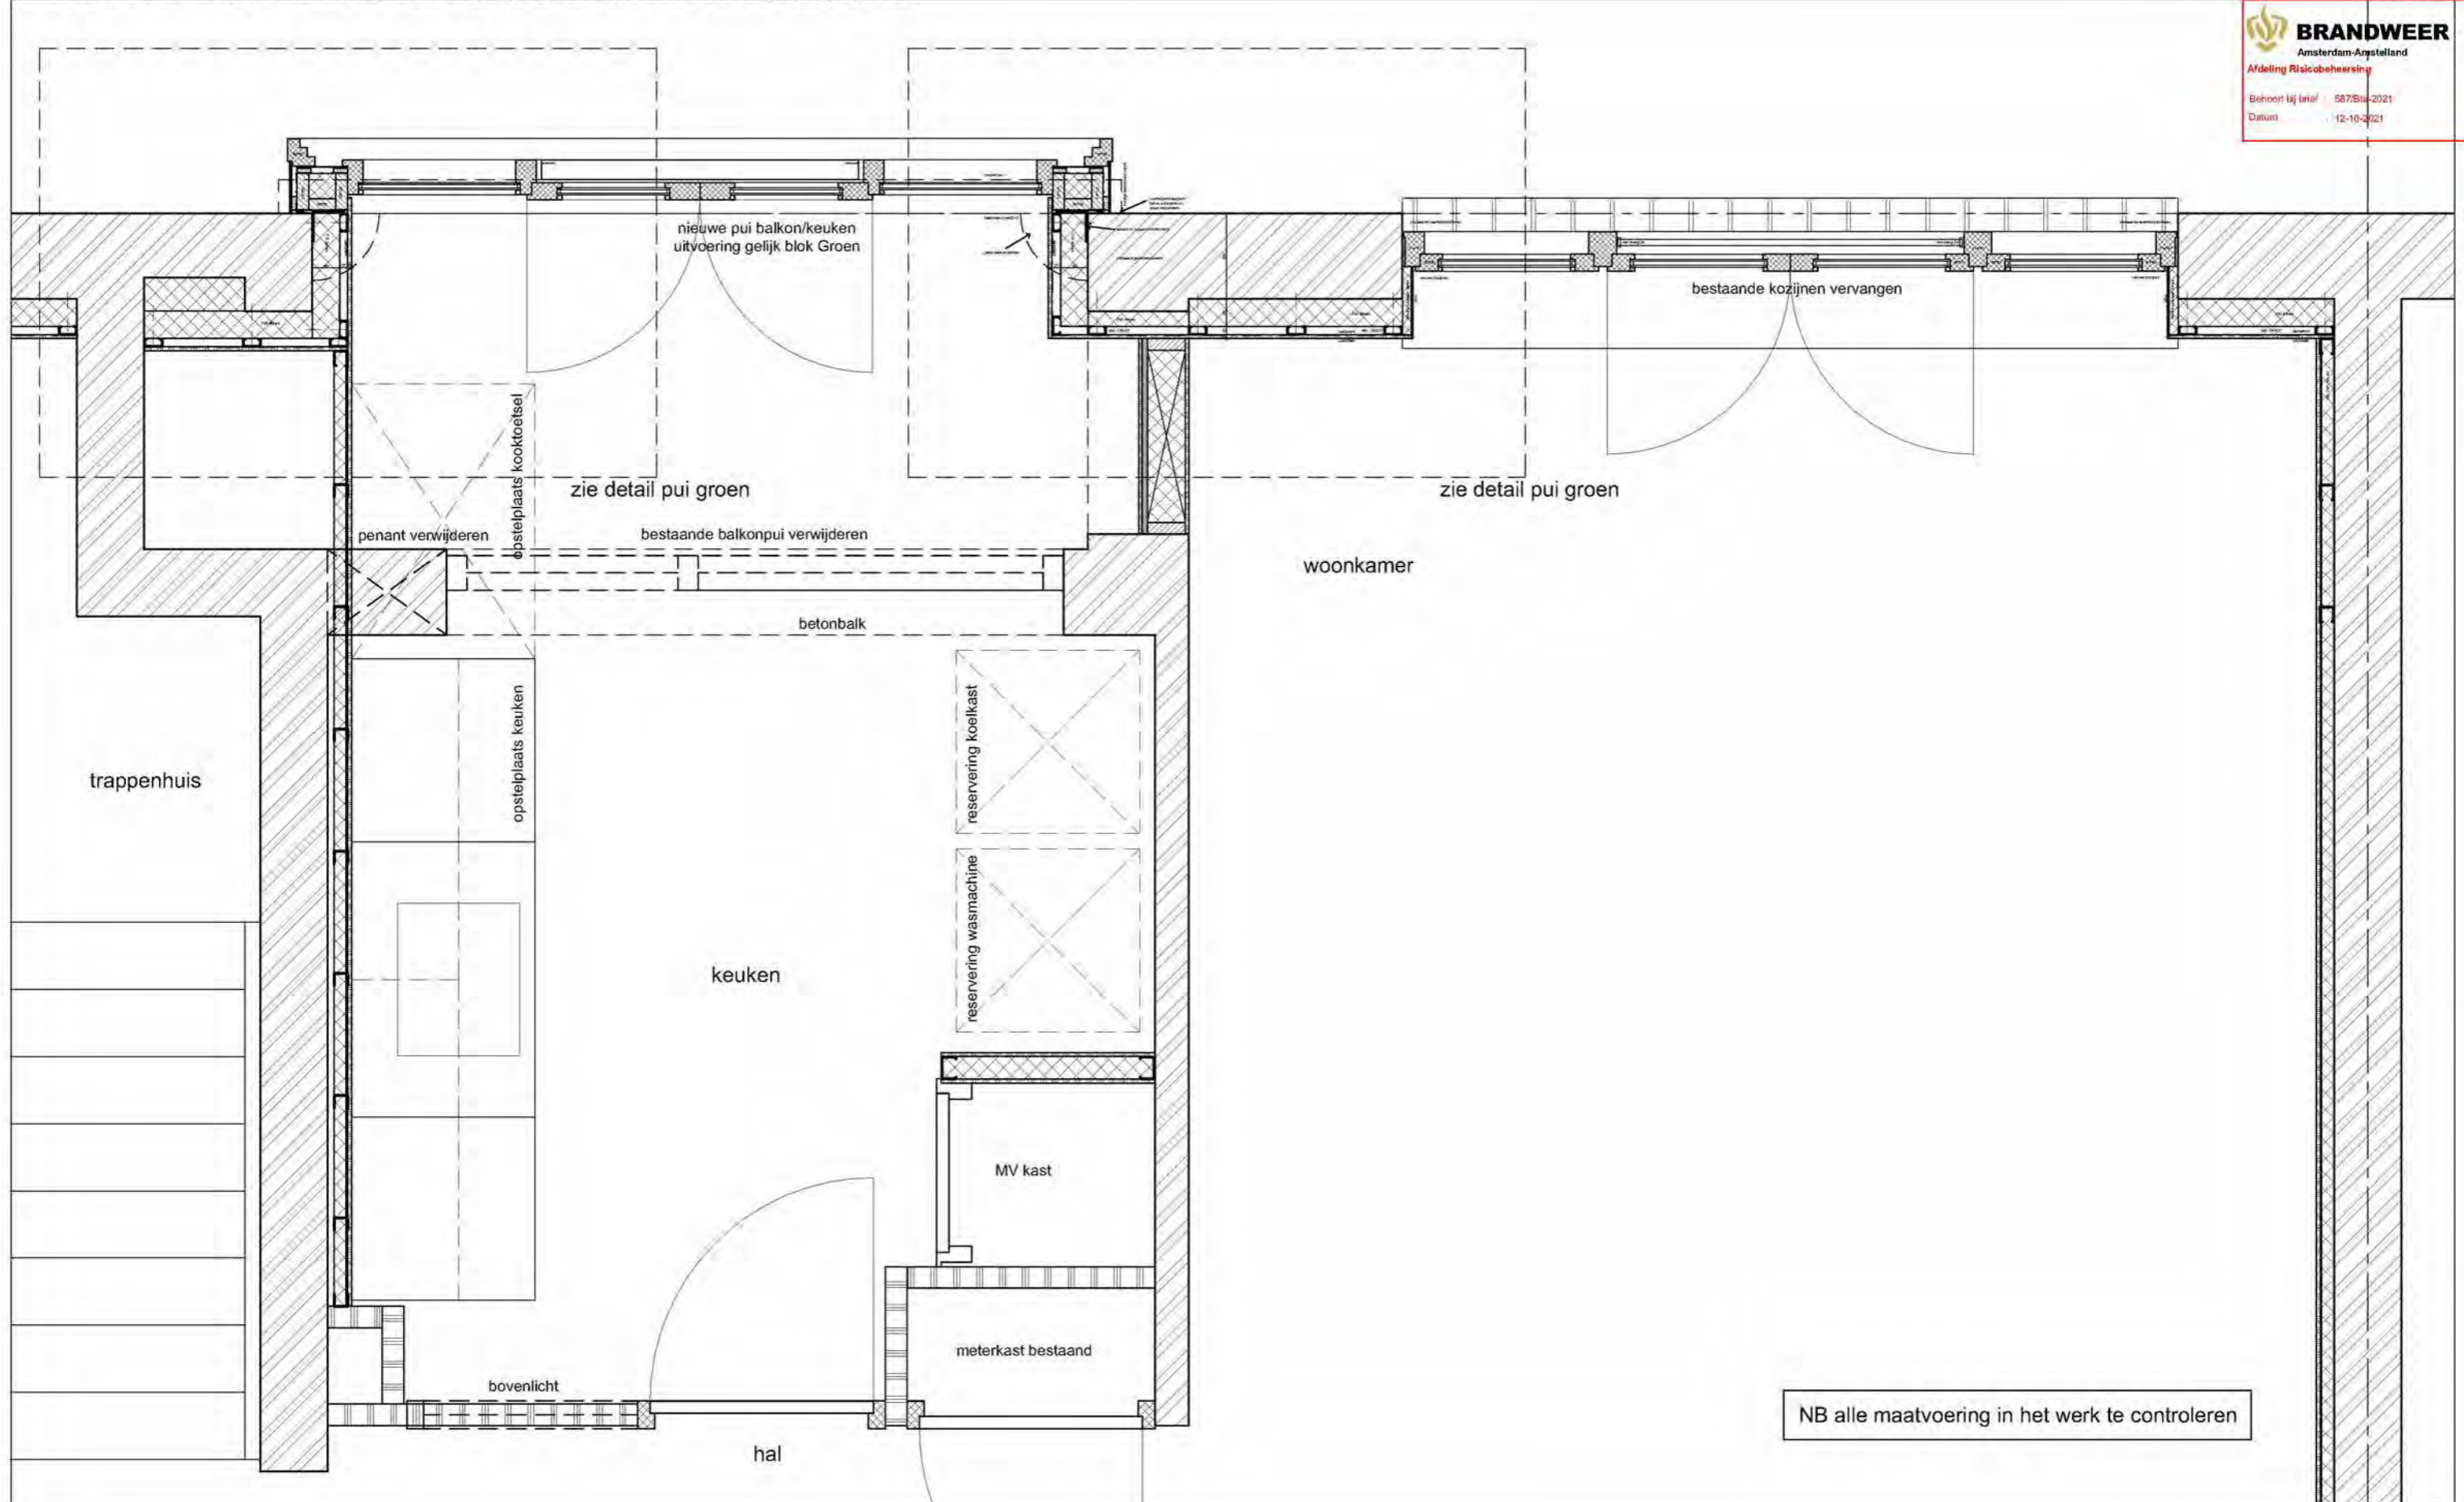 BRANDWEER
Amsterdam-Amstelland
Afdeling Risicobeheersing
Behoort bij brief : 587/Bta-2021
Datum : 12-10-2021
nieuwe pui balkon/keuken
uitvoering gelijk blok Groen
bestaande kozijnen vervangen
opstelplaats kooktoetsel
zie detail pui groen
zie detail pui groen
penant verwijderen
bestaande balkonpui verwijderen
woonkamer
betonbalk
opstelplaats keuken
reservering koelkast
trappenhuis
reservering wasmachine
keuken
MV kast
meterkast bestaand
bovenlicht
NB alle maatvoering in het werk te controleren
hal